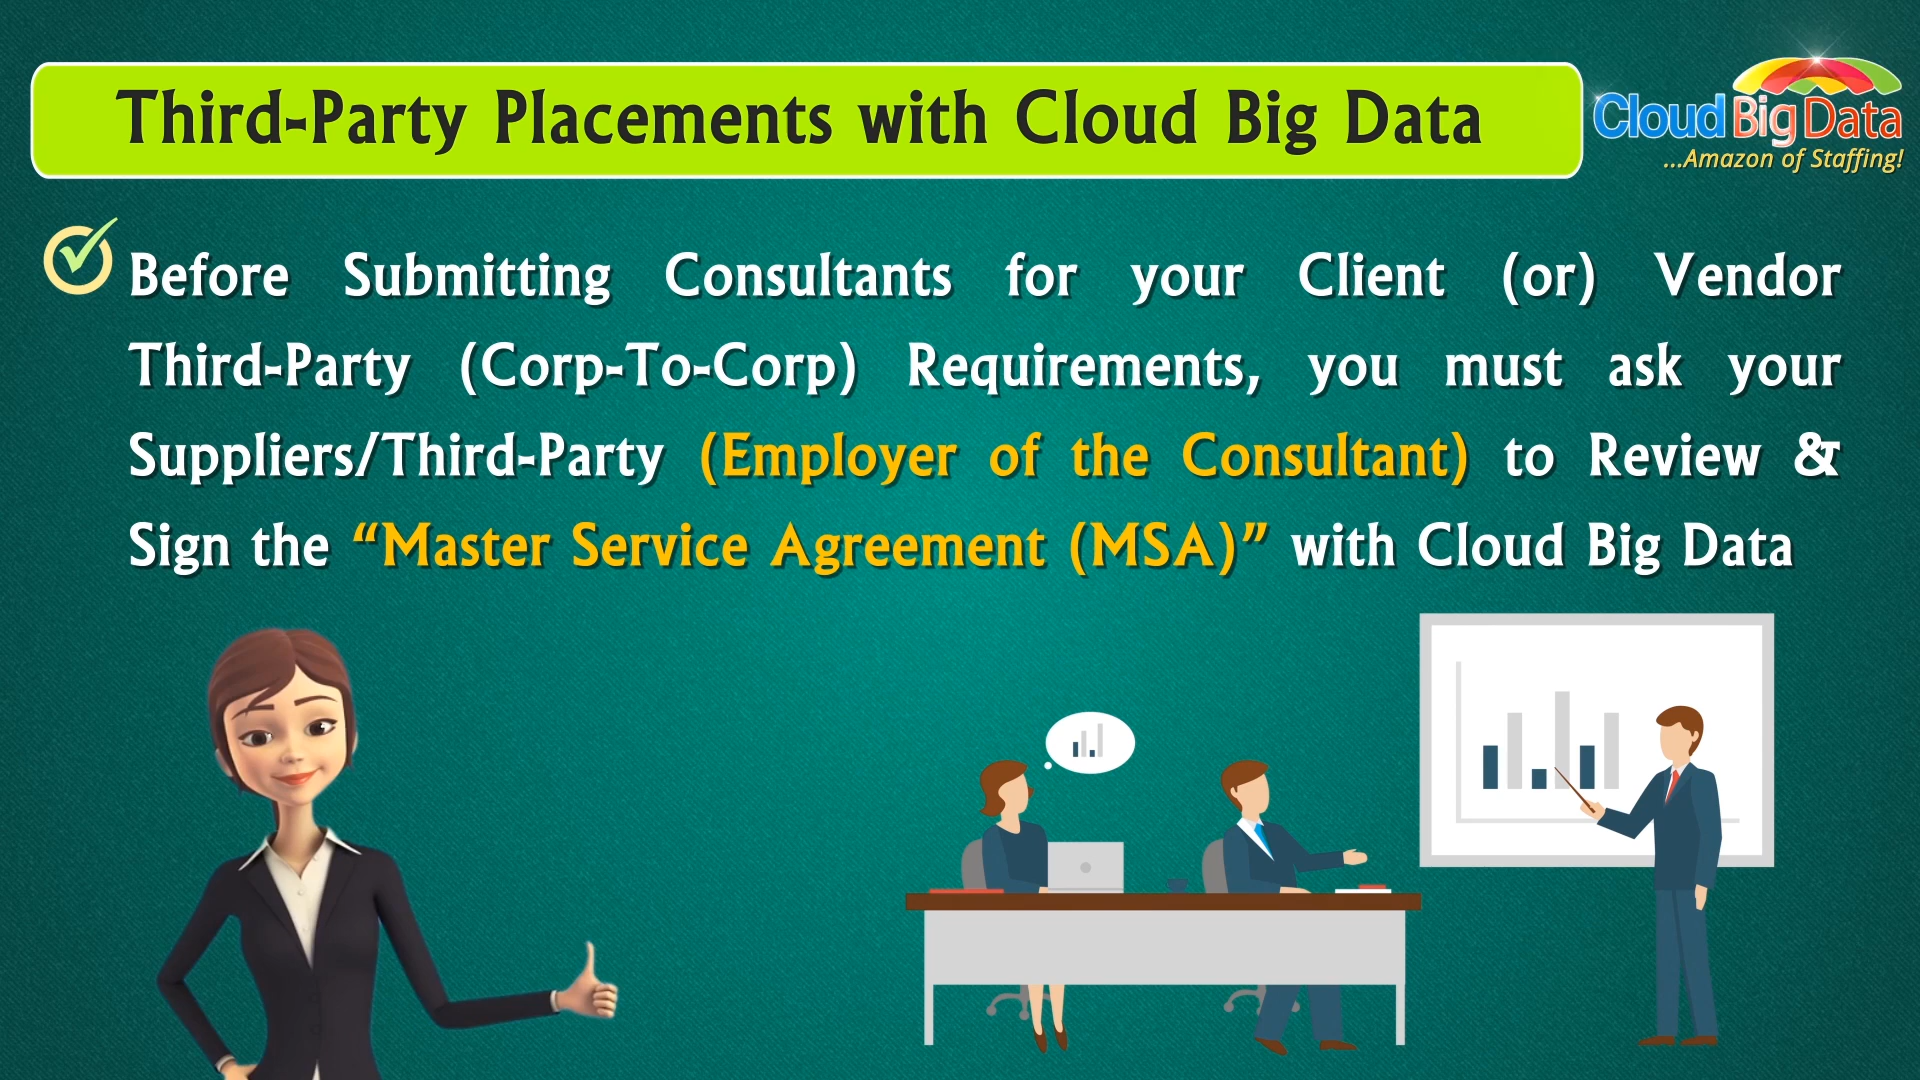 Third-Party Placements with Cloud Big Data
Cloud Big Data
...Amazon of Staffing!
Before Submitting Consultants for your Client (or) Vendor
Third-Party (Corp-To-Corp) Requirements, you must ask your
Suppliers/Third-Party (Employer of the Consultant) to Review &
Sign the “Master Service Agreement (MSA)” with Cloud Big Data